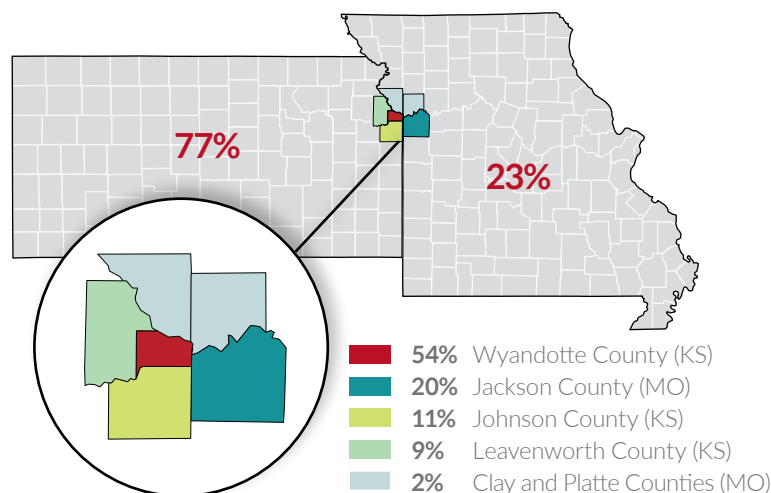 77%
23%
54% Wyandotte County (KS)
20% Jackson County (MO)
11% Johnson County (KS)
9% Leavenworth County (KS)
2% Clay and Platte Counties (MO)